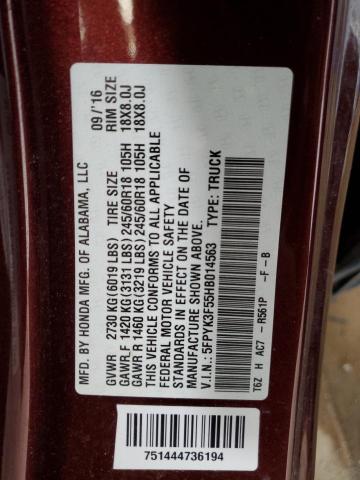 MFD. BY HONDA MFG. OF ALABAMA, LLC 09/'16
GVWR 2730 KG(6019 LBS) TIRE SIZE RIM SIZE
GAWR.F 1420 KG(3131 LBS) 245/60R18 105H 18X8.0J
GAWR R 1460 KG(3219 LBS) 245/60R18 105H 18X8.0J
THIS VEHICLE CONFORMS TO ALL APPLICABLE
FEDERAL MOTOR VEHICLE SAFETY
STANDARDS IN EFFECT ON THE DATE OF
MANUFACTURE SHOWN ABOVE.
V.I.N.: 5FPYK3F55HB014563 TYPE: TRUCK
T6Z H AC7 - R561P - F - B
751444736194